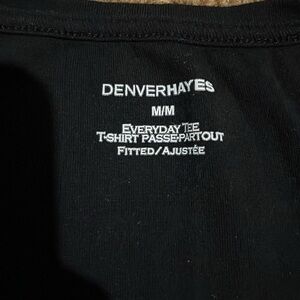 DENVERHAYES
M/M
EVERYDAY TEE
T-SHIRT PASSE-PARTOUT
FITTED/AJUSTÉE